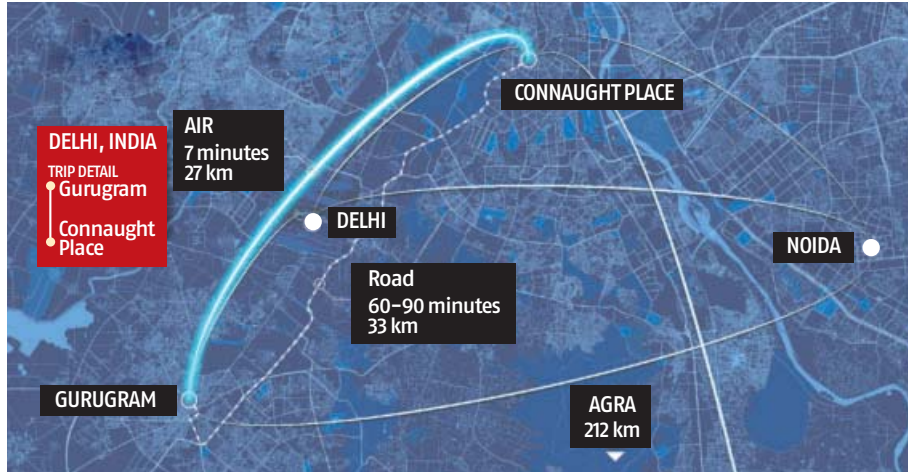 CONNAUGHT PLACE
DELHI, INDIA
TRIP DETAIL
Gurugram
Connaught
Place
AIR
7 minutes
27 km
DELHI
NOIDA
Road
60–90 minutes
33 km
GURUGRAM
AGRA
212 km